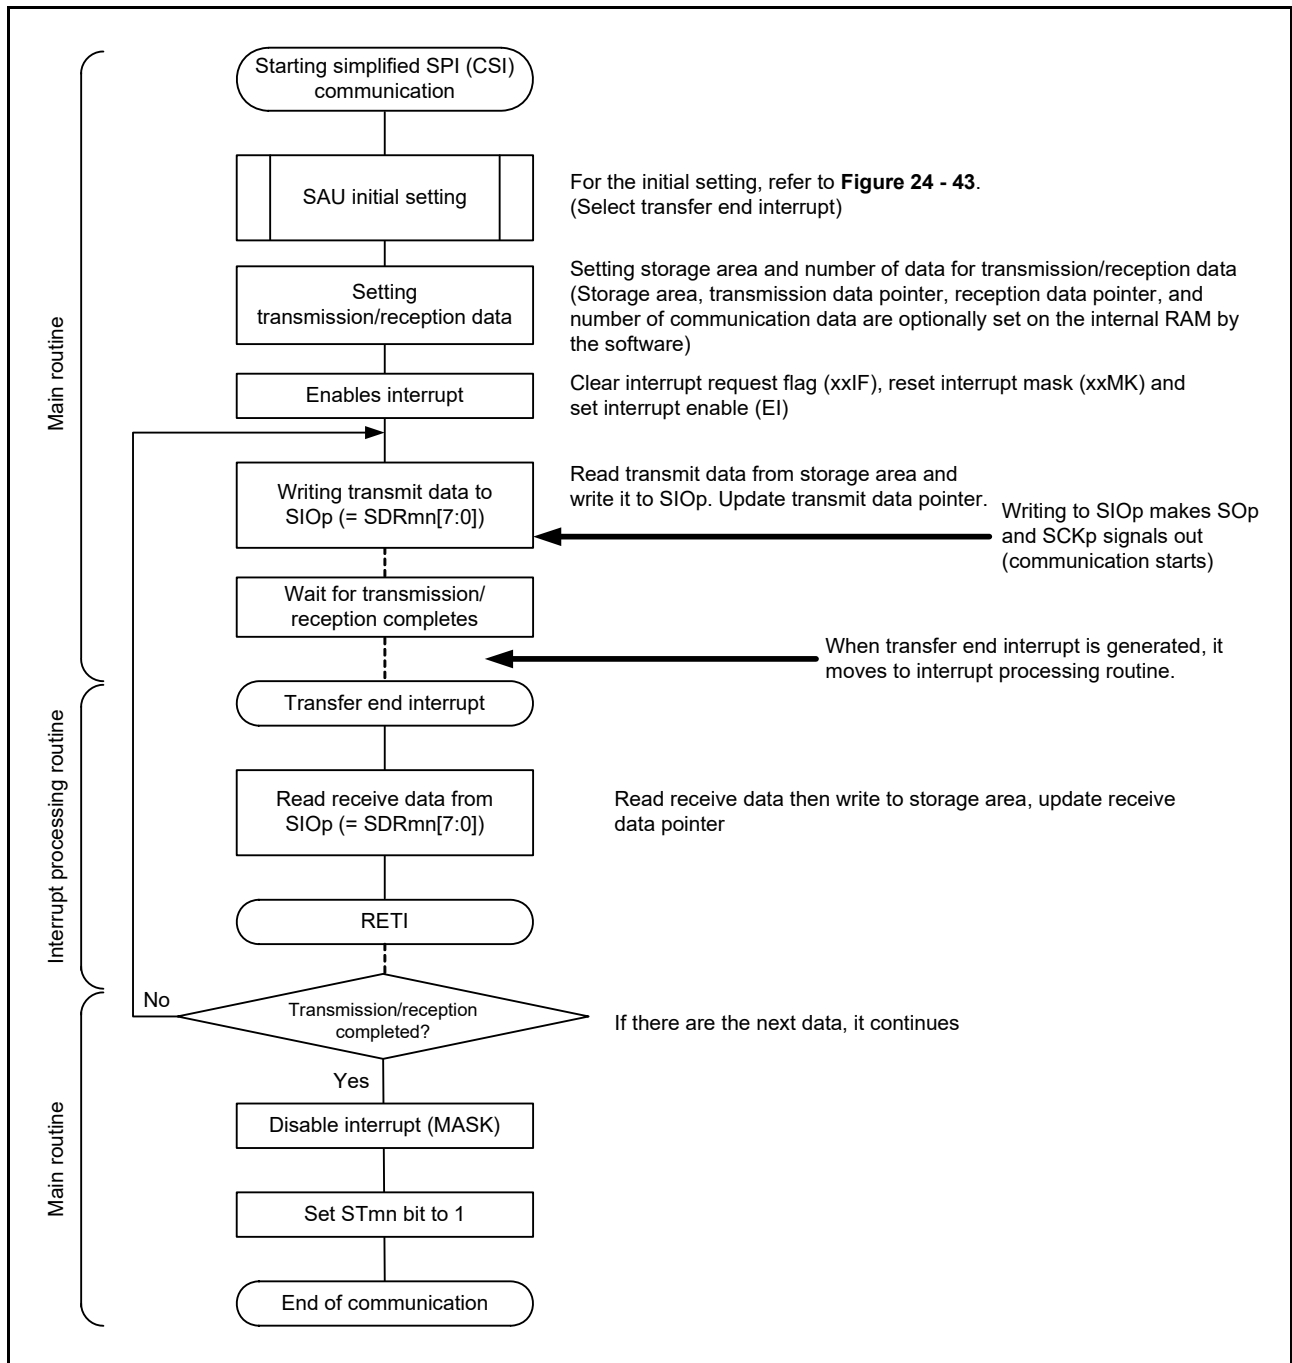 Starting simplified SPI (CSI)
communication
SAU initial setting
For the initial setting, refer to Figure 24 - 43.
(Select transfer end interrupt)
Setting
transmission/reception data
Setting storage area and number of data for transmission/reception data
(Storage area, transmission data pointer, reception data pointer, and
number of communication data are optionally set on the internal RAM by
the software)
Main routine
Enables interrupt
Clear interrupt request flag (xxIF), reset interrupt mask (xxMK) and
set interrupt enable (EI)
Writing transmit data to
SIOp (= SDRmn[7:0])
Read transmit data from storage area and
write it to SIOp. Update transmit data pointer.
Writing to SIOp makes SOp
and SCKp signals out
(communication starts)
Wait for transmission/
reception completes
When transfer end interrupt is generated, it
moves to interrupt processing routine.
Transfer end interrupt
Interrupt processing routine
Read receive data from
SIOp (= SDRmn[7:0])
Read receive data then write to storage area, update receive
data pointer
RETI
No
Transmission/reception
completed?
If there are the next data, it continues
Yes
Main routine
Disable interrupt (MASK)
Set STmn bit to 1
End of communication